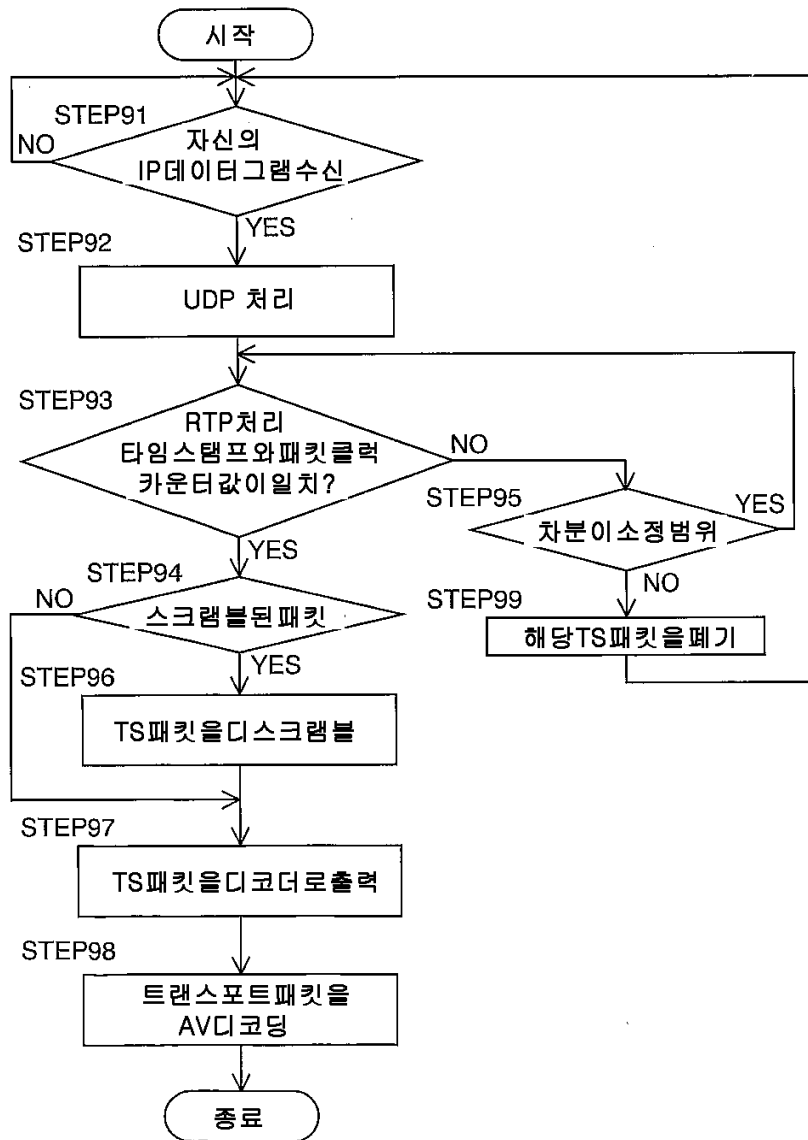 시작
STEP91
자신의
IP데이터그램수신
NO
YES
STEP92
UDP 처리
STEP93
RTP처리
타임스탬프와패킷클럭
카운터값이일치?
NO
YES
STEP95
차분이소정범위
YES
NO
STEP94
스크램블된패킷
NO
YES
STEP99
해당TS패킷을폐기
STEP96
TS패킷을디스크램블
STEP97
TS패킷을디코더로출력
STEP98
트랜스포트패킷을
AV디코딩
종료